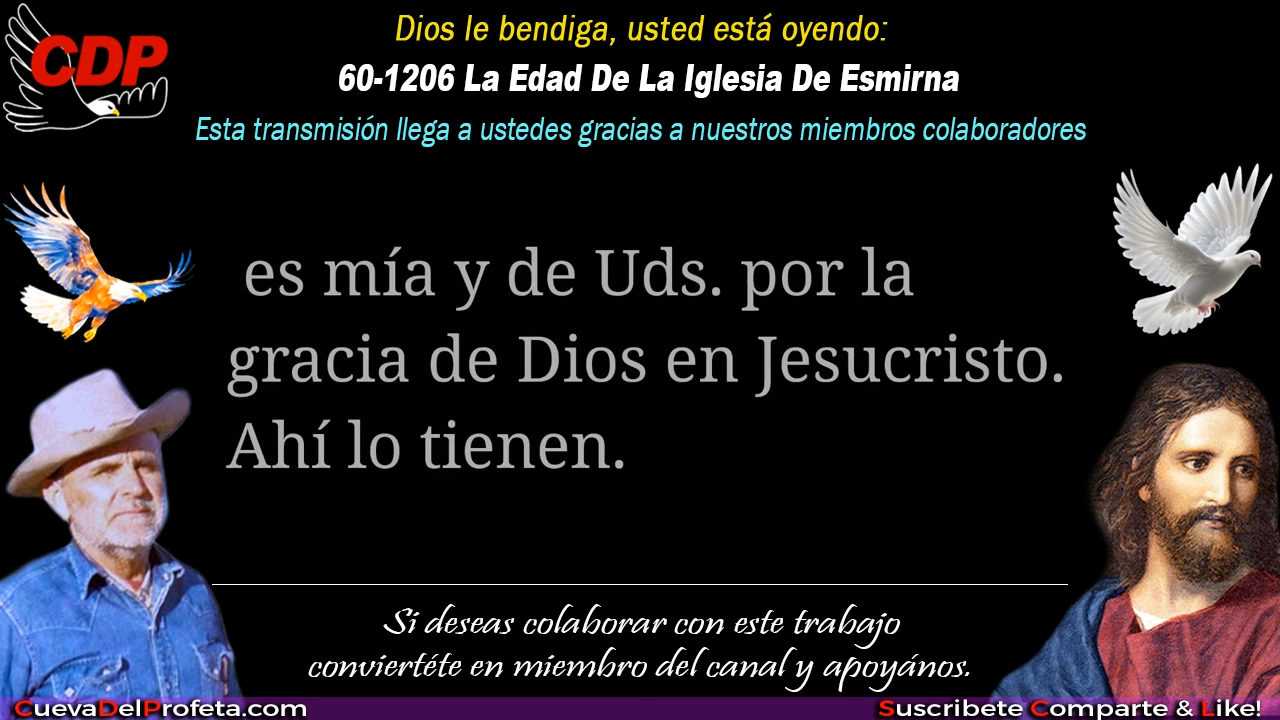 CDP
Dios le bendiga, usted está oyendo:
60-1206 La Edad De La Iglesia De Esmirna
Esta transmisión llega a ustedes gracias a nuestros miembros colaboradores
es mía y de Uds. por la
gracia de Dios en Jesucristo.
Ahí lo tienen.
Si deseas colaborar con este trabajo
conviertéte en miembro del canal y apoyános.
CuevaDelProfeta.com
Suscribete Comparte & Like!